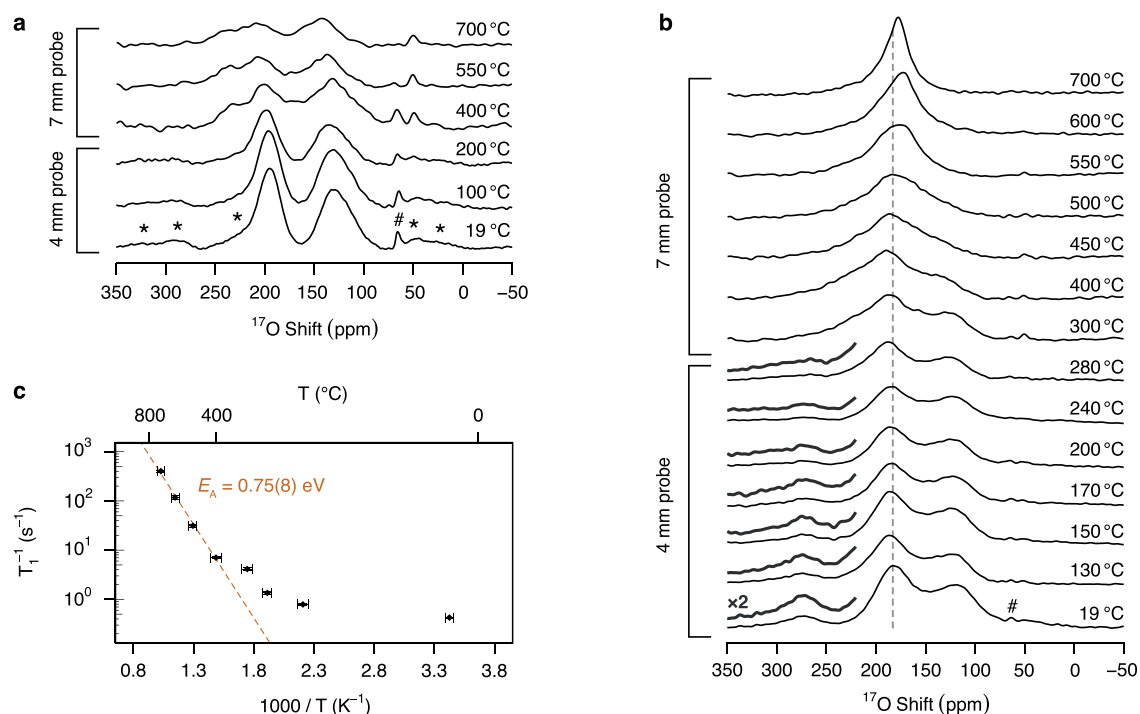 a
7 mm probe
4 mm probe
700 °C
550 °C
400 °C
200 °C
100 °C
19 °C
* * * # * *
350 300 250 200 150 100 50 0 −50
¹⁷O Shift (ppm)
b
7 mm probe
4 mm probe
700 °C
600 °C
550 °C
500 °C
450 °C
400 °C
300 °C
280 °C
240 °C
200 °C
170 °C
150 °C
130 °C
×2
#
19 °C
350 300 250 200 150 100 50 0 −50
¹⁷O Shift (ppm)
c
T (°C)
800 400 0
10³
10²
10¹
10⁰
T₁⁻¹ (s⁻¹)
E_A = 0.75(8) eV
0.8 1.3 1.8 2.3 2.8 3.3 3.8
1000 / T (K⁻¹)